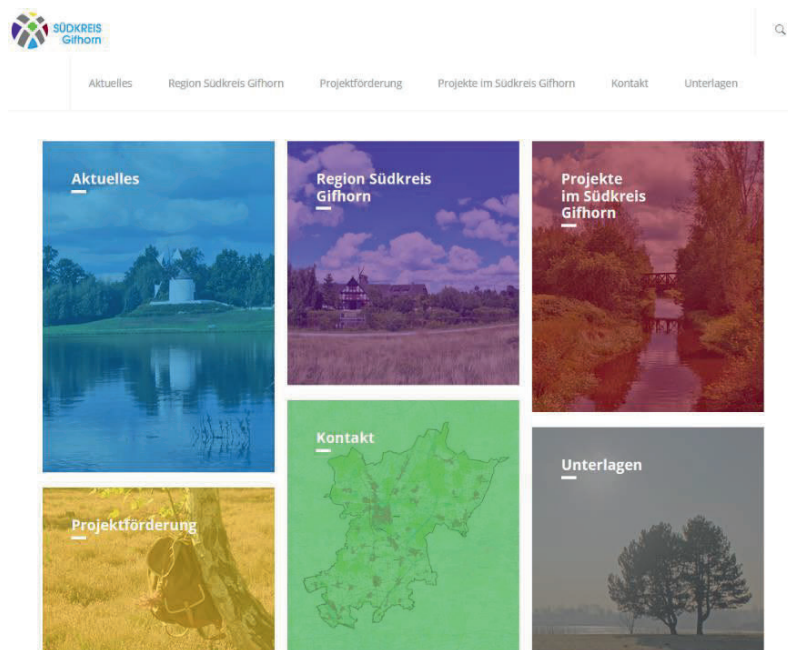 SÜDKREIS
Gifhorn
Aktuelles
Region Südkreis Gifhorn
Projektförderung
Projekte im Südkreis Gifhorn
Kontakt
Unterlagen
Aktuelles
Region Südkreis
Gifhorn
Projekte
im Südkreis
Gifhorn
Kontakt
Unterlagen
Projektförderung